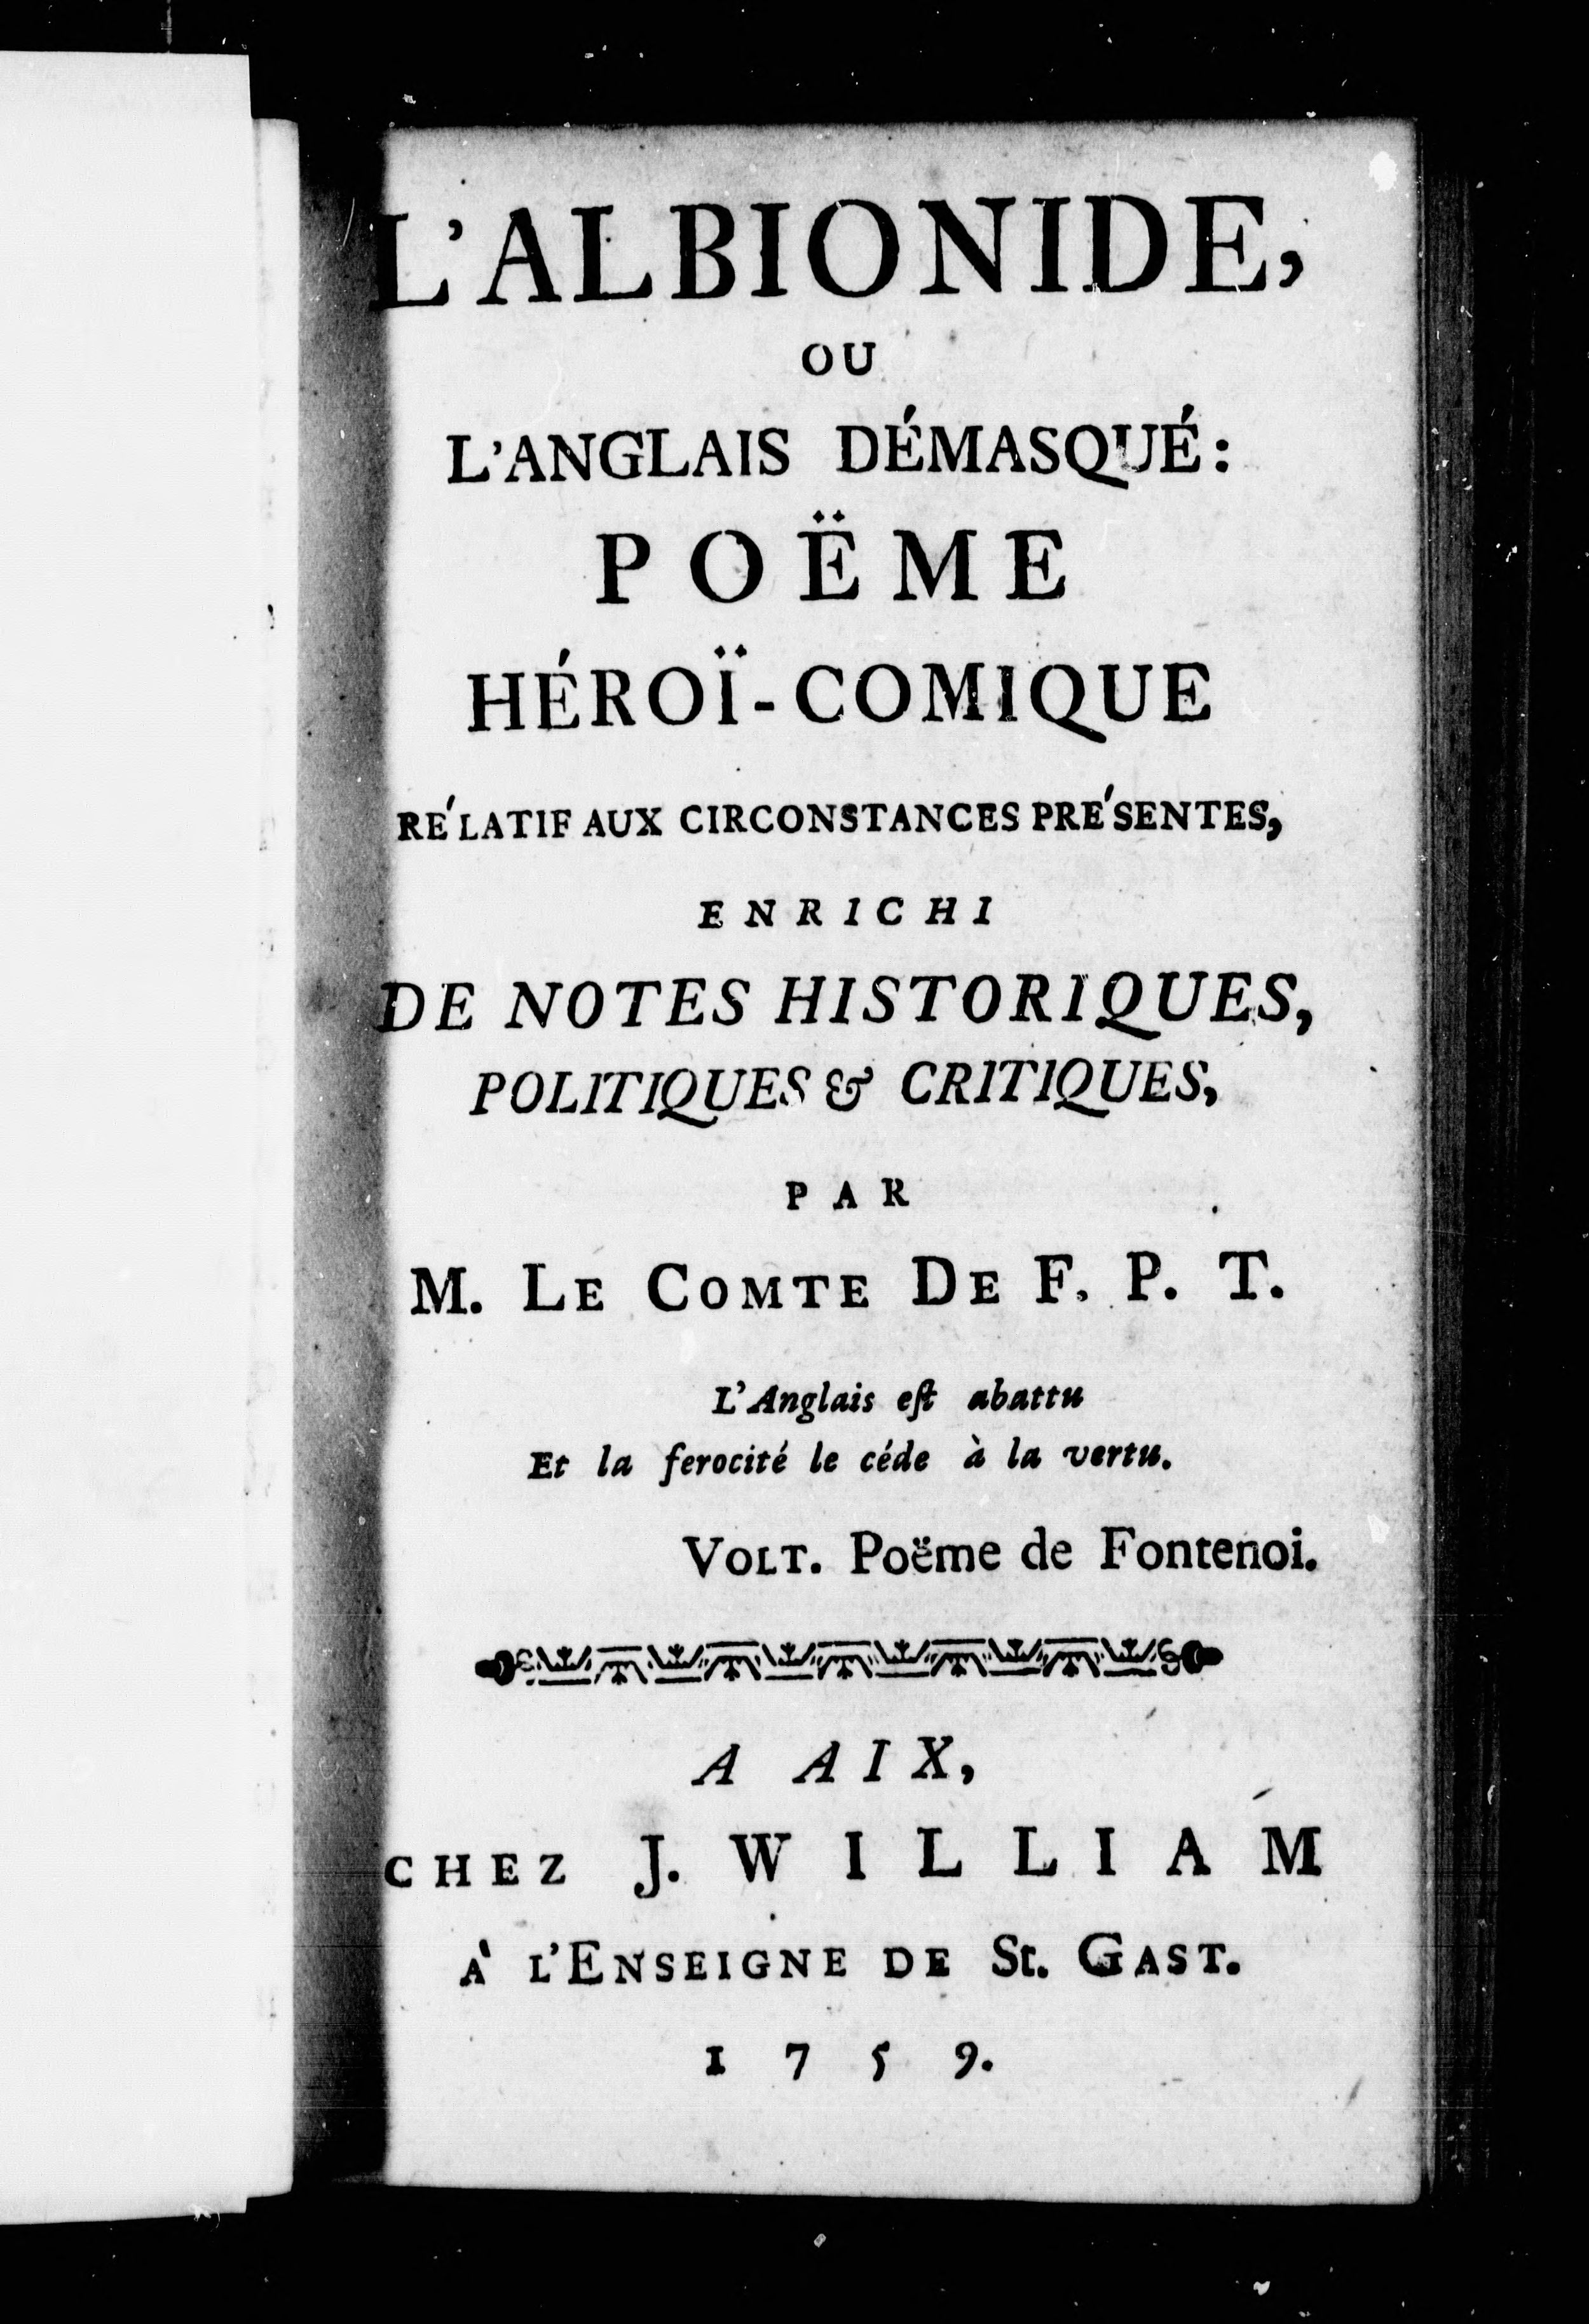 L'ALBIONIDE,
OU
L'ANGLAIS DÉMASQUÉ:
POËME
HÉROÏ-COMIQUE
RÉLATIF AUX CIRCONSTANCES PRÉSENTES,
ENRICHI
DE NOTES HISTORIQUES,
POLITIQUES & CRITIQUES,
PAR
M. LE COMTE DE F. P. T.
L'Anglais eſt abattu
Et la ferocité le céde à la vertu.
VOLT. Poëme de Fontenoi.
A AIX,
CHEZ J. WILLIAM
À L'ENSEIGNE DE St. GAST.
1759.